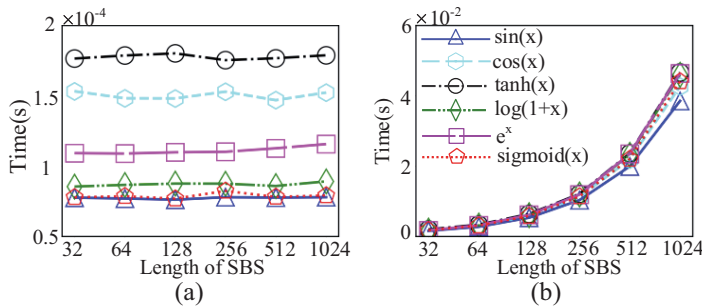 ×10⁻⁴
2
1.5
1
0.5
Time(s)
32 64 128 256 512 1024
Length of SBS
(a)
×10⁻²
6
4
2
0
Time(s)
sin(x)
cos(x)
tanh(x)
log(1+x)
eˣ
sigmoid(x)
32 64 128 256 512 1024
Length of SBS
(b)